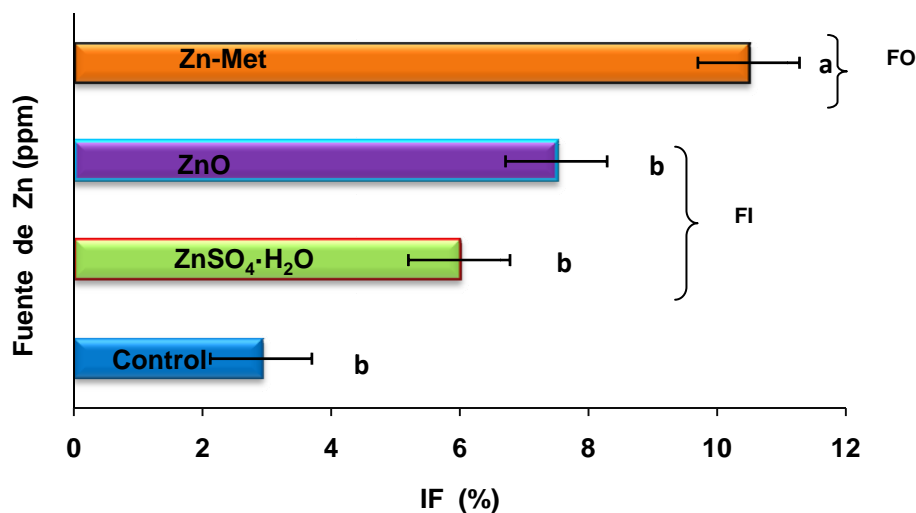 Fuente de Zn (ppm)
Zn-Met
a
FO
ZnO
b
FI
ZnSO₄·H₂O
b
Control
b
0 2 4 6 8 10 12
IF (%)